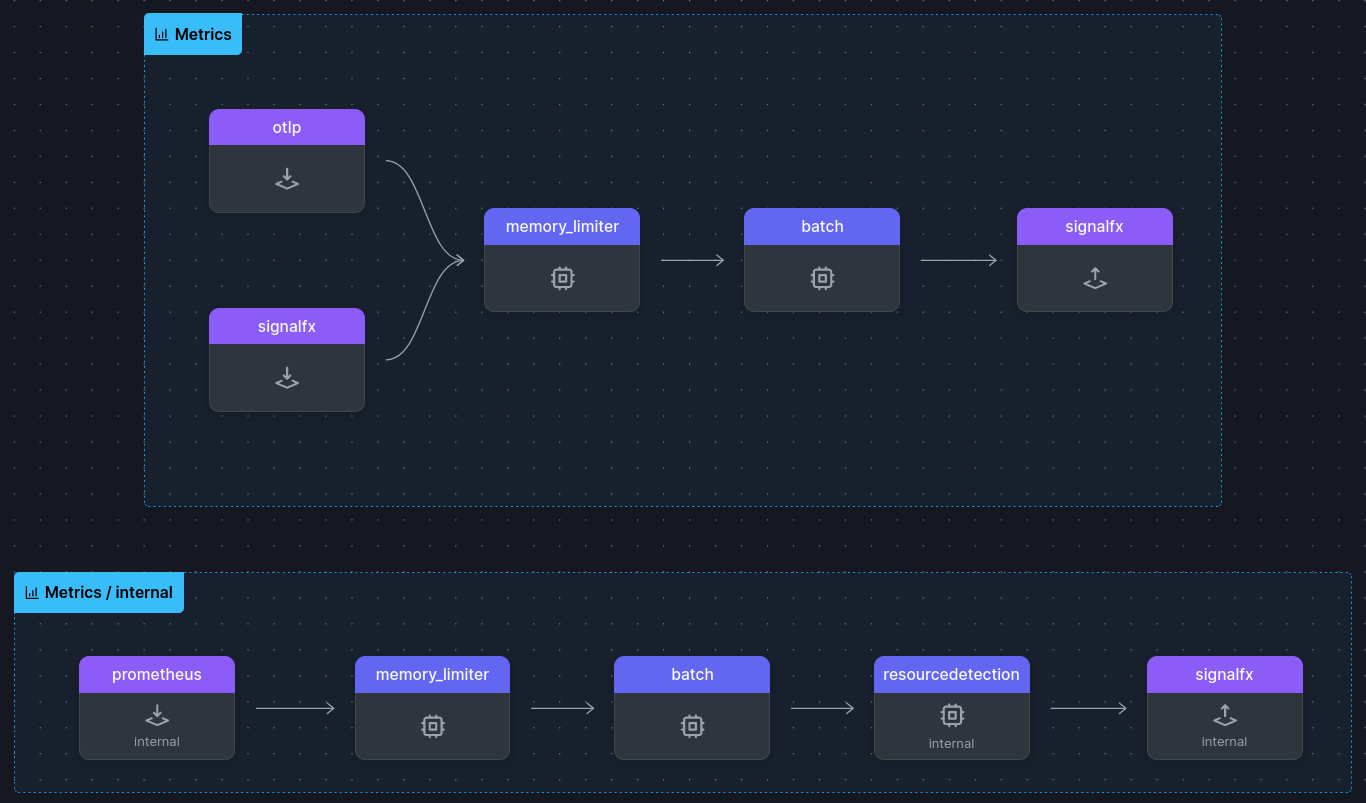 Metrics
otlp
signalfx
memory_limiter
batch
signalfx
Metrics / internal
prometheus
internal
memory_limiter
batch
resourcedetection
internal
signalfx
internal